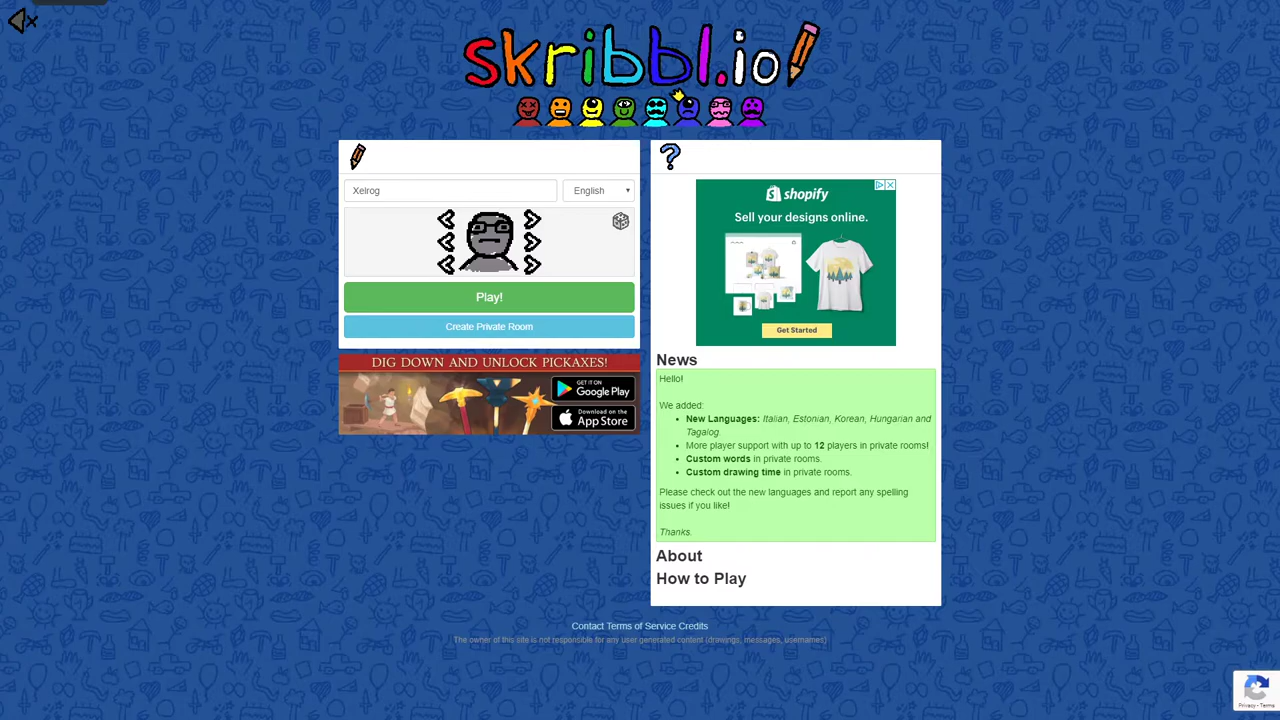 skribbl.io
Xelrog
English
Play!
Create Private Room
DIG DOWN AND UNLOCK PICKAXES!
GET IT ON
Google Play
Download on the
App Store
shopify
Sell your designs online.
Get Started
News
Hello!
We added:
New Languages: Italian, Estonian, Korean, Hungarian and
Tagalog
More player support with up to 12 players in private rooms!
Custom words in private rooms.
Custom drawing time in private rooms.
Please check out the new languages and report any spelling
issues if you like!
Thanks.
About
How to Play
Contact Terms of Service Credits
The owner of this site is not responsible for any user generated content (drawings, messages, usernames)
Privacy - Terms